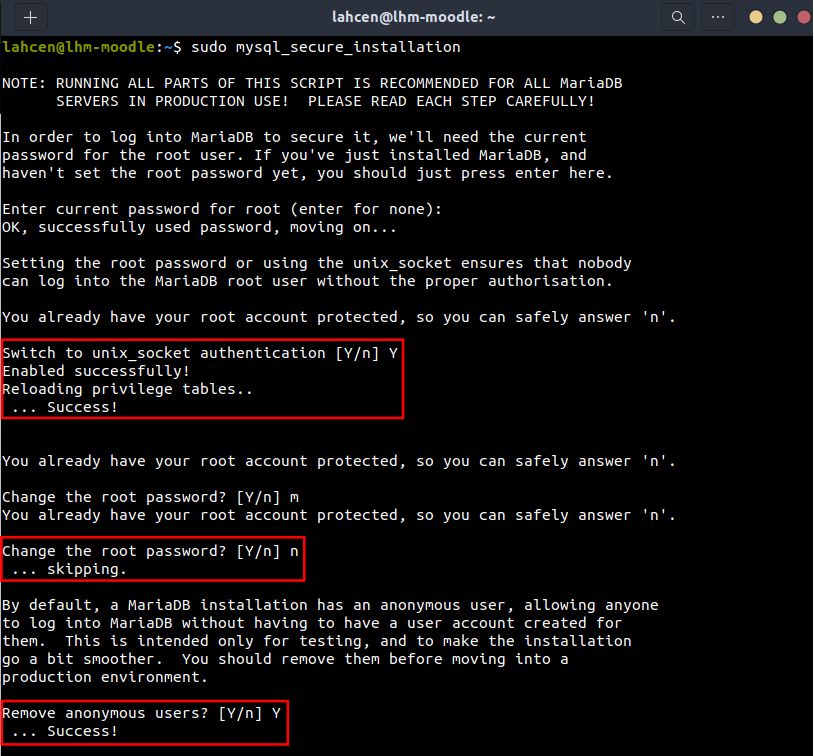 lahcen@lhm-moodle: ~
lahcen@lhm-moodle:~$ sudo mysql_secure_installation
NOTE: RUNNING ALL PARTS OF THIS SCRIPT IS RECOMMENDED FOR ALL MariaDB
SERVERS IN PRODUCTION USE!  PLEASE READ EACH STEP CAREFULLY!
In order to log into MariaDB to secure it, we'll need the current
password for the root user. If you've just installed MariaDB, and
haven't set the root password yet, you should just press enter here.
Enter current password for root (enter for none):
OK, successfully used password, moving on...
Setting the root password or using the unix_socket ensures that nobody
can log into the MariaDB root user without the proper authorisation.
You already have your root account protected, so you can safely answer 'n'.
Switch to unix_socket authentication [Y/n] Y
Enabled successfully!
Reloading privilege tables..
... Success!
You already have your root account protected, so you can safely answer 'n'.
Change the root password? [Y/n] m
You already have your root account protected, so you can safely answer 'n'.
Change the root password? [Y/n] n
... skipping.
By default, a MariaDB installation has an anonymous user, allowing anyone
to log into MariaDB without having to have a user account created for
them.  This is intended only for testing, and to make the installation
go a bit smoother.  You should remove them before moving into a
production environment.
Remove anonymous users? [Y/n] Y
... Success!